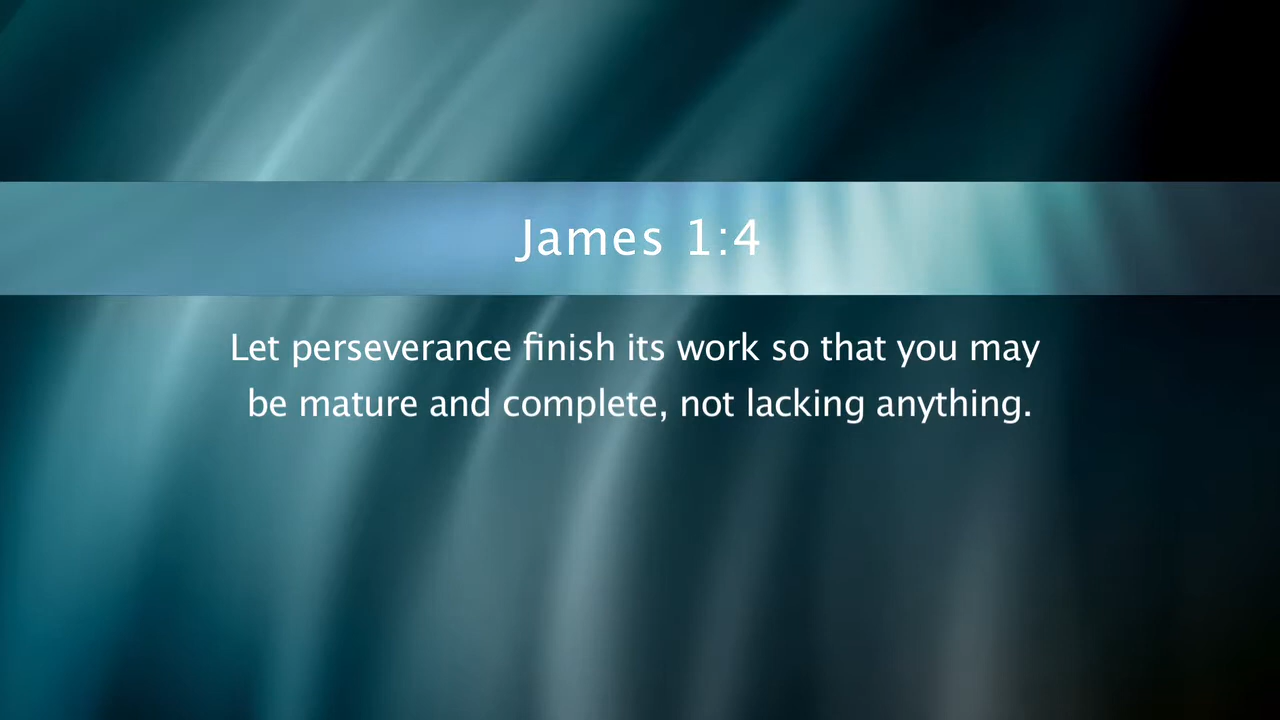 James 1:4
Let perseverance finish its work so that you may
be mature and complete, not lacking anything.